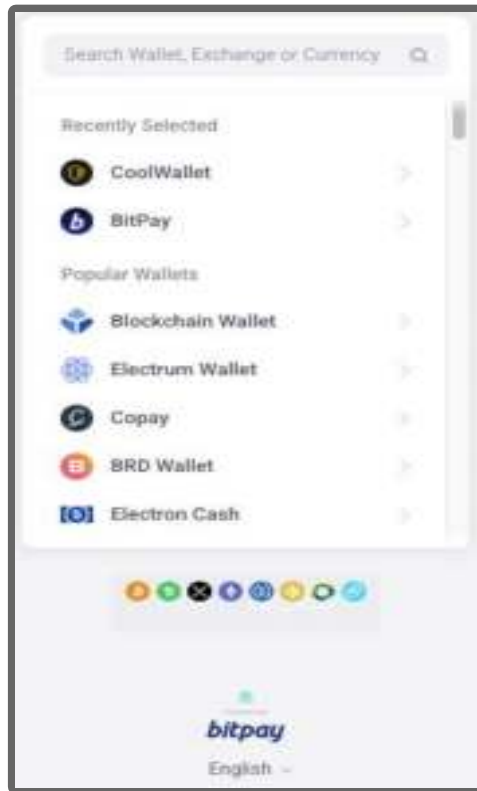 Search Wallet, Exchange or Currency
Recently Selected
CoolWallet
BitPay
Popular Wallets
Blockchain Wallet
Electrum Wallet
Copay
BRD Wallet
Electron Cash
bitpay
English